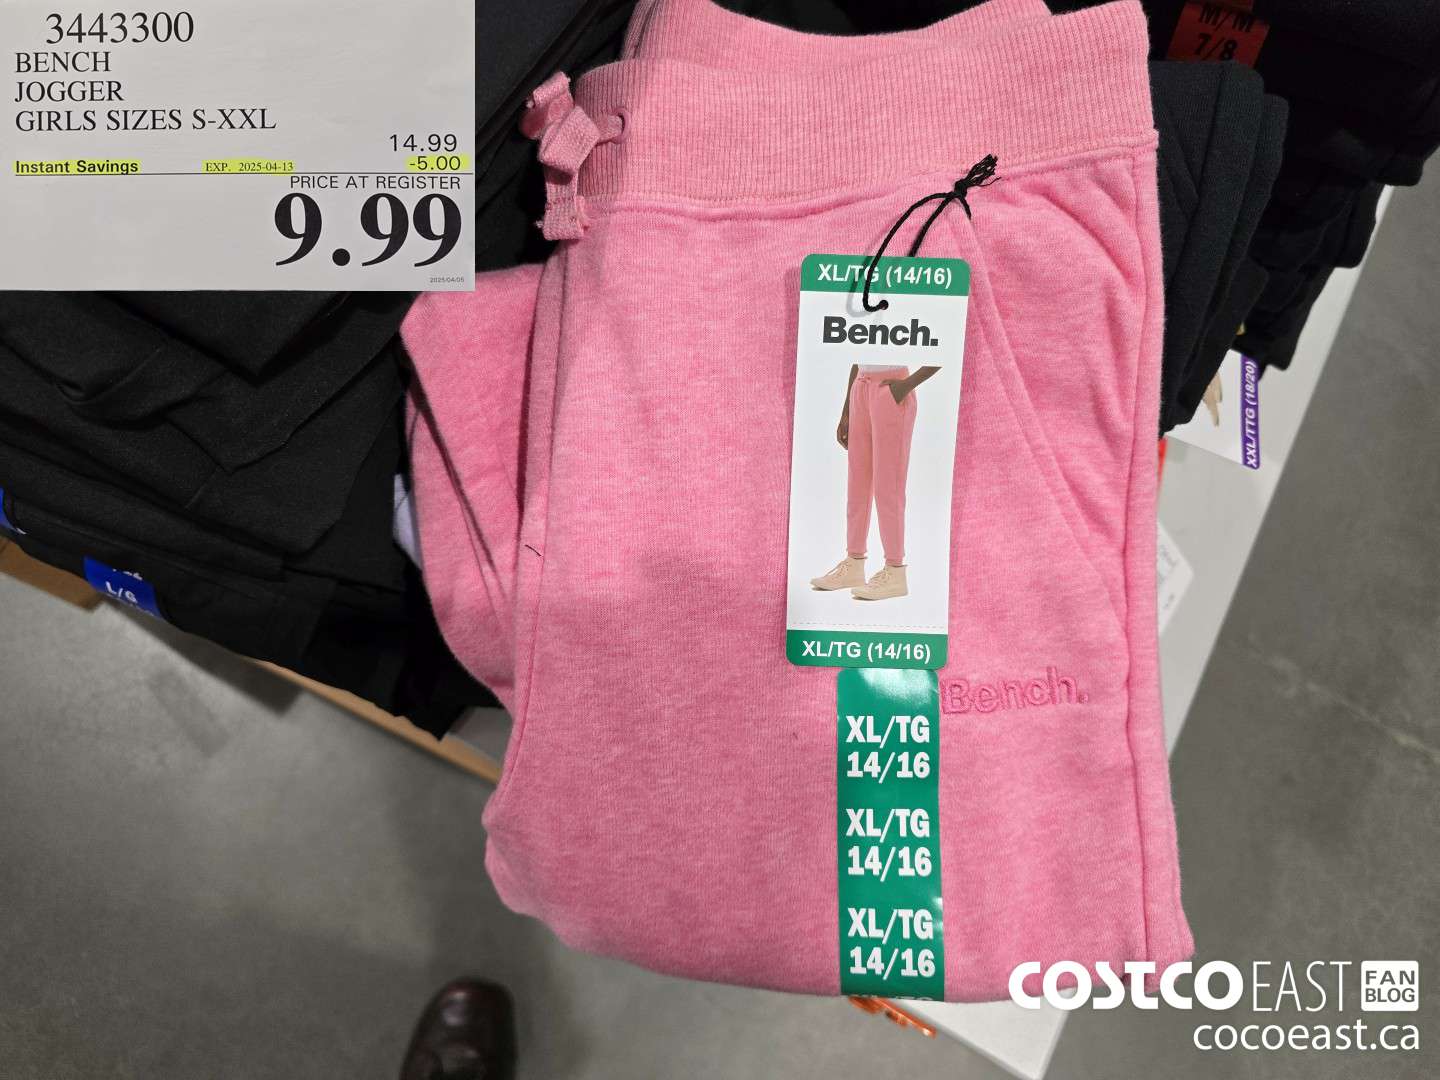 3443300
BENCH
JOGGER
GIRLS SIZES S-XXL
14.99
Instant Savings EXP. 2025-04-13 -5.00
PRICE AT REGISTER
9.99
2025/04/05
M/M
7/8
XL/TG (14/16)
Bench.
XL/TG (14/16)
XXL/TTG (18/20)
L/G
Bench.
XL/TG
14/16
XL/TG
14/16
XL/TG
14/16
COSTCO EAST FAN BLOG
cocoeast.ca